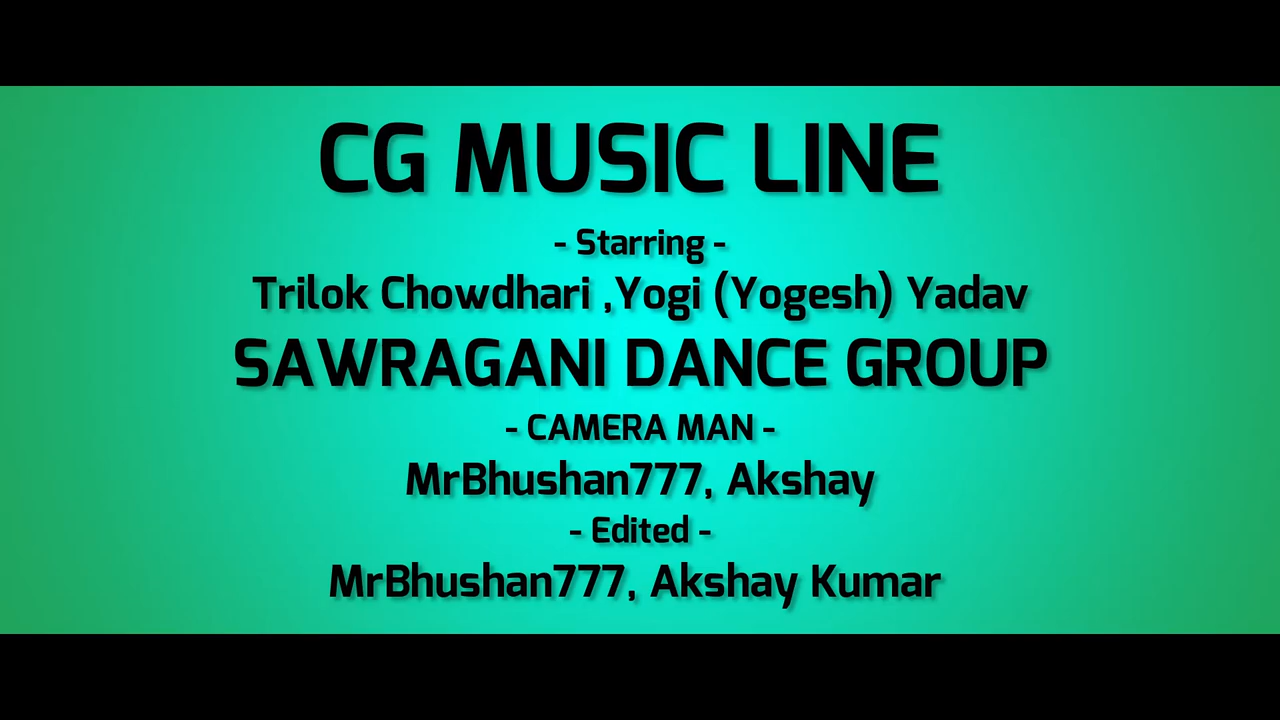 CG MUSIC LINE
- Starring -
Trilok Chowdhari ,Yogi (Yogesh) Yadav
SAWRAGANI DANCE GROUP
- CAMERA MAN -
MrBhushan777, Akshay
- Edited -
MrBhushan777, Akshay Kumar